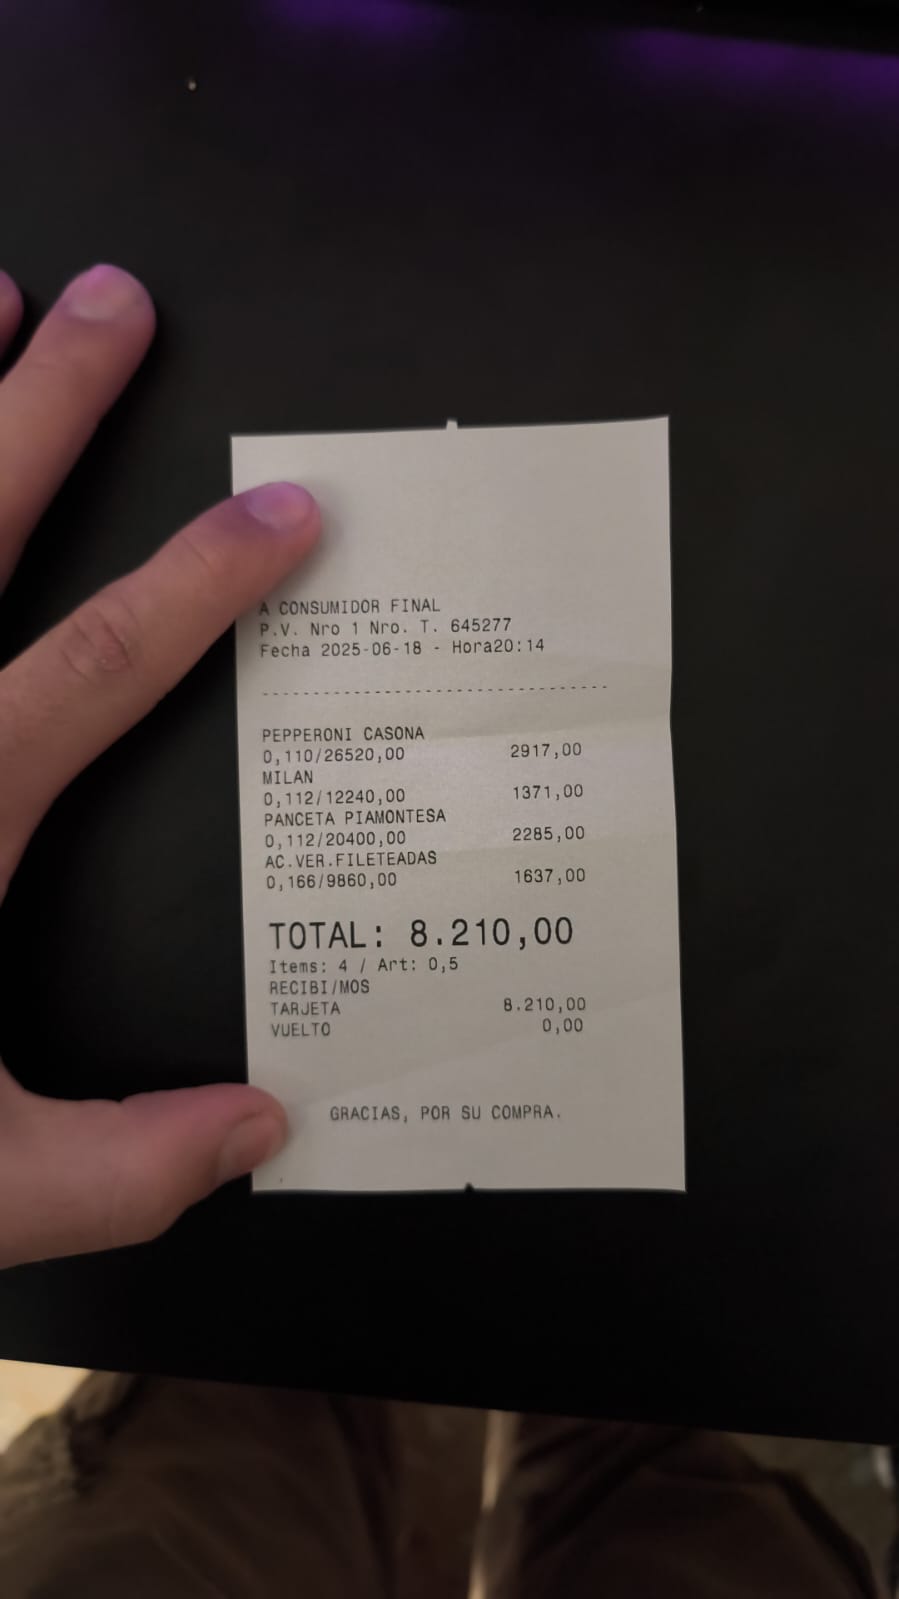 A CONSUMIDOR FINAL
P.V. Nro 1 Nro. T. 645277
Fecha 2025-06-18 - Hora20:14
----------------------------------
PEPPERONI CASONA
0,110/26520,00 2917,00
MILAN
0,112/12240,00 1371,00
PANCETA PIAMONTESA
0,112/20400,00 2285,00
AC.VER.FILETEADAS
0,166/9860,00 1637,00
TOTAL: 8.210,00
Items: 4 / Art: 0,5
RECIBI/MOS
TARJETA 8.210,00
VUELTO 0,00
GRACIAS, POR SU COMPRA.